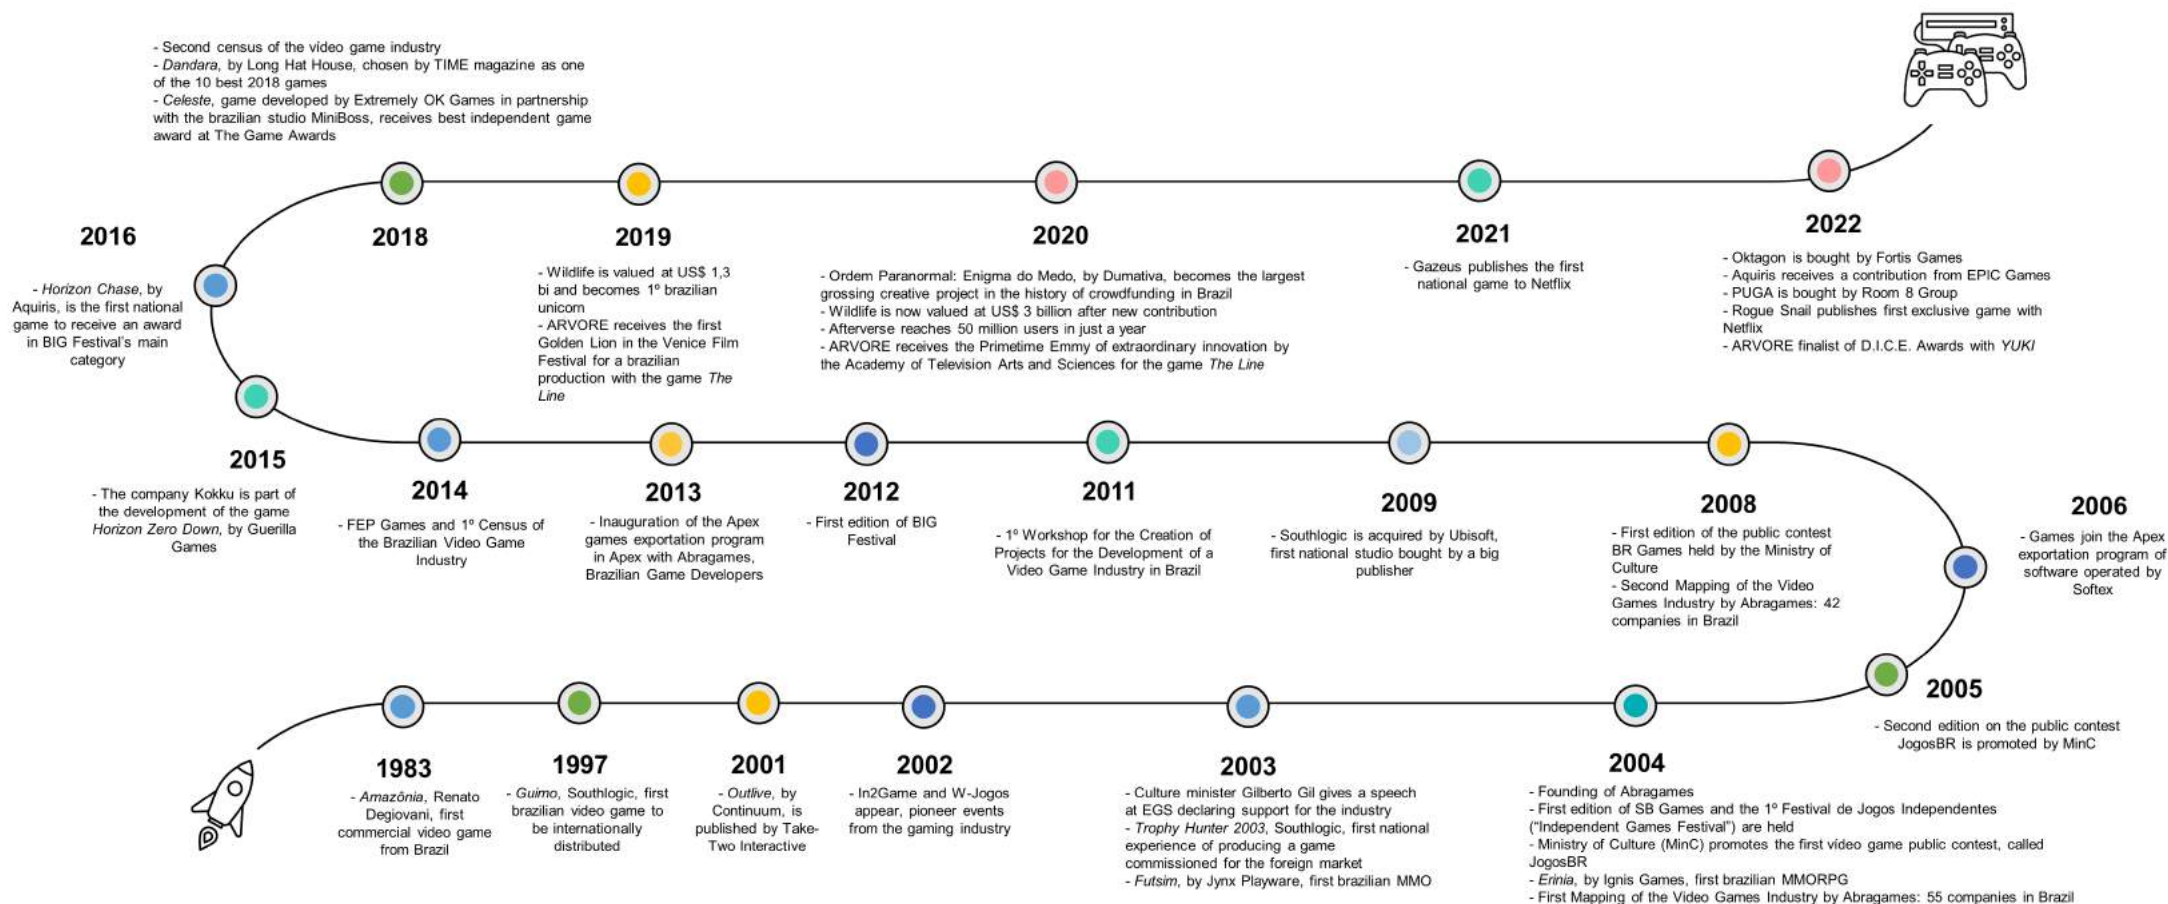 - Second census of the video game industry
- Dandara, by Long Hat House, chosen by TIME magazine as one
of the 10 best 2018 games
- Celeste, game developed by Extremely OK Games in partnership
with the brazilian studio MiniBoss, receives best independent game
award at The Game Awards
2016
- Horizon Chase, by
Aquiris, is the first national
game to receive an award
in BIG Festival's main
category
2018
2019
- Wildlife is valued at US$ 1,3
bi and becomes 1º brazilian
unicorn
- ARVORE receives the first
Golden Lion in the Venice Film
Festival for a brazilian
production with the game The
Line
2020
- Ordem Paranormal: Enigma do Medo, by Dumativa, becomes the largest
grossing creative project in the history of crowdfunding in Brazil
- Wildlife is now valued at US$ 3 billion after new contribution
- Afterverse reaches 50 million users in just a year
- ARVORE receives the Primetime Emmy of extraordinary innovation by
the Academy of Television Arts and Sciences for the game The Line
2021
- Gazeus publishes the first
national game to Netflix
2022
- Oktagon is bought by Fortis Games
- Aquiris receives a contribution from EPIC Games
- PUGA is bought by Room 8 Group
- Rogue Snail publishes first exclusive game with
Netflix
- ARVORE finalist of D.I.C.E. Awards with YUKI
2015
- The company Kokku is part of
the development of the game
Horizon Zero Down, by Guerilla
Games
2014
- FEP Games and 1º Census of
the Brazilian Video Game
Industry
2013
- Inauguration of the Apex
games exportation program
in Apex with Abragames,
Brazilian Game Developers
2012
- First edition of BIG
Festival
2011
- 1º Workshop for the Creation of
Projects for the Development of a
Video Game Industry in Brazil
2009
- Southlogic is acquired by Ubisoft,
first national studio bought by a big
publisher
2008
- First edition of the public contest
BR Games held by the Ministry of
Culture
- Second Mapping of the Video
Games Industry by Abragames: 42
companies in Brazil
2006
- Games join the Apex
exportation program of
software operated by
Softex
2005
- Second edition on the public contest
JogosBR is promoted by MinC
1983
- Amazônia, Renato
Degiovani, first
commercial video game
from Brazil
1997
- Guimo, Southlogic, first
brazilian video game to
be internationally
distributed
2001
- Outlive, by
Continuum, is
published by Take-
Two Interactive
2002
- In2Game and W-Jogos
appear, pioneer events
from the gaming industry
2003
- Culture minister Gilberto Gil gives a speech
at EGS declaring support for the industry
- Trophy Hunter 2003, Southlogic, first national
experience of producing a game
commissioned for the foreign market
- Futsim, by Jynx Playware, first brazilian MMO
2004
- Founding of Abragames
- First edition of SB Games and the 1º Festival de Jogos Independentes
("Independent Games Festival") are held
- Ministry of Culture (MinC) promotes the first vídeo game public contest, called
JogosBR
- Erinia, by Ignis Games, first brazilian MMORPG
- First Mapping of the Video Games Industry by Abragames: 55 companies in Brazil